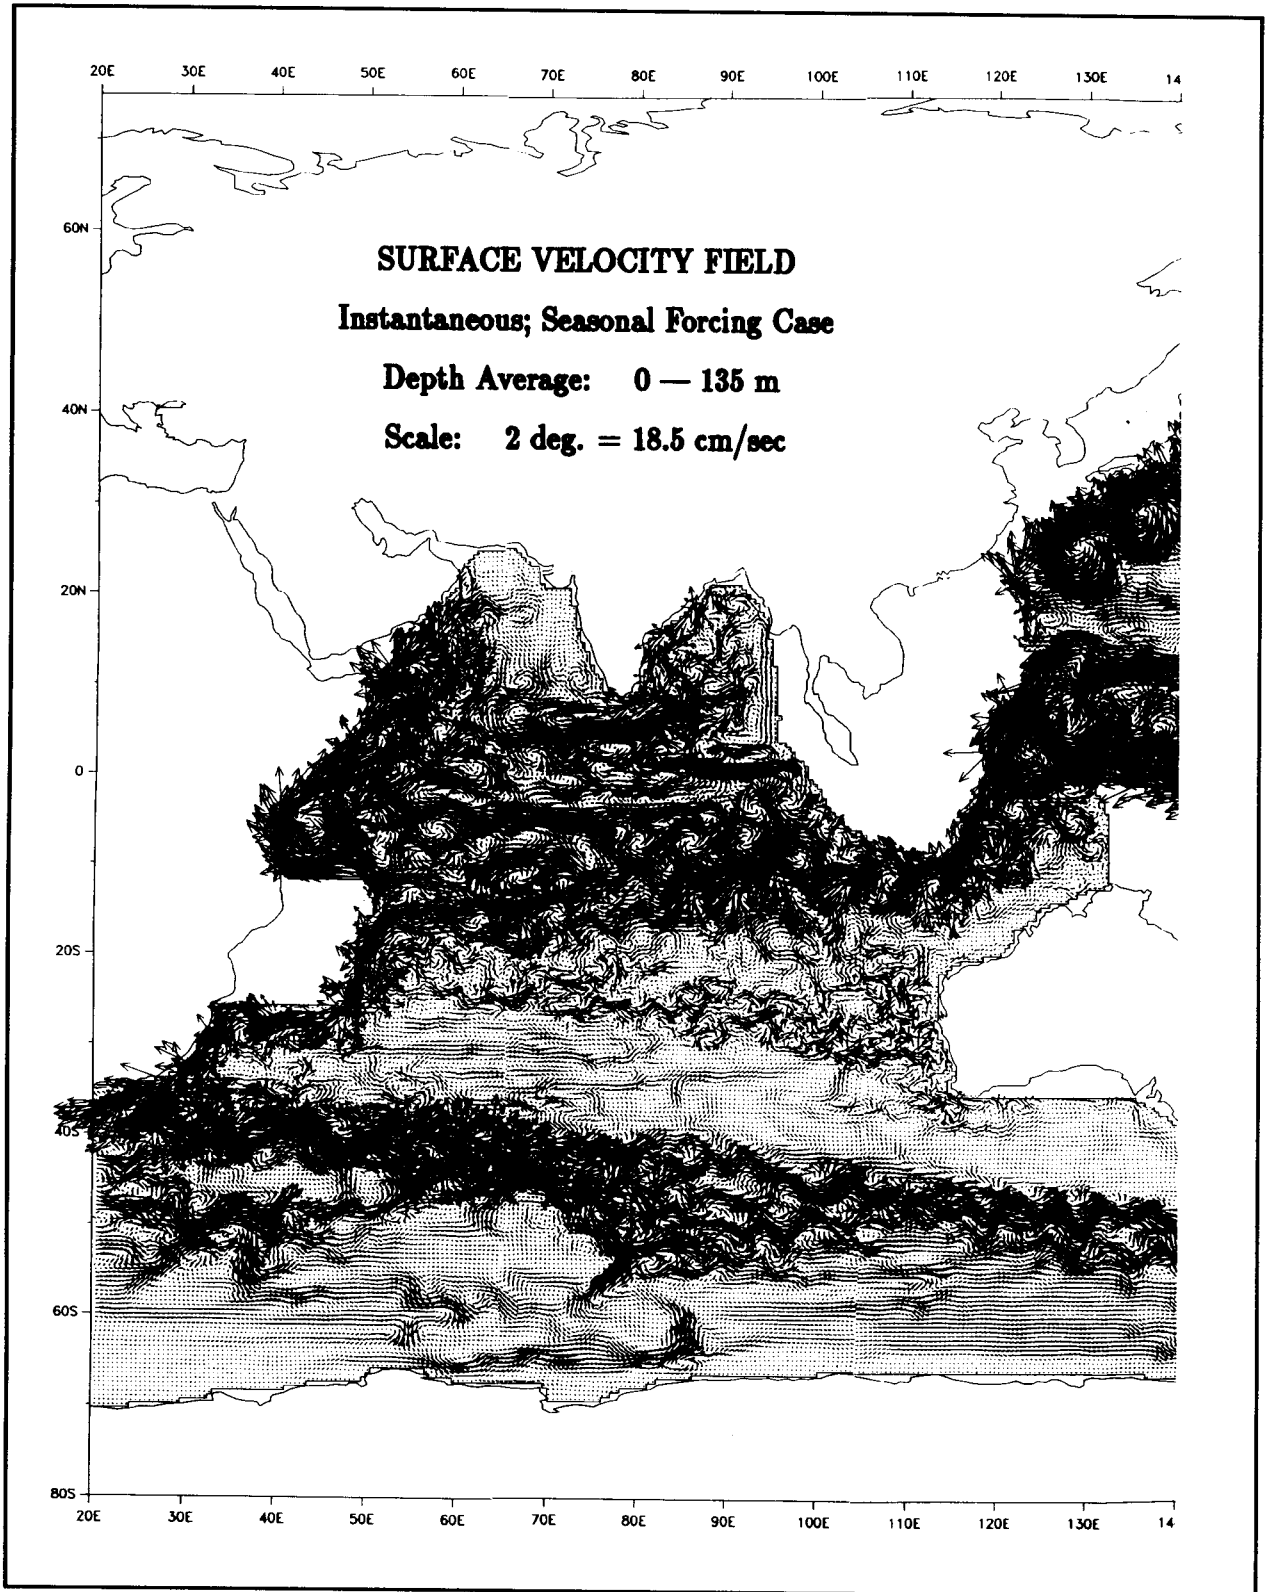 20E 30E 40E 50E 60E 70E 80E 90E 100E 110E 120E 130E 14
60N
SURFACE VELOCITY FIELD
Instantaneous; Seasonal Forcing Case
Depth Average: 0 — 135 m
40N
Scale: 2 deg. = 18.5 cm/sec
20N
0
20S
40S
60S
80S
20E 30E 40E 50E 60E 70E 80E 90E 100E 110E 120E 130E 14